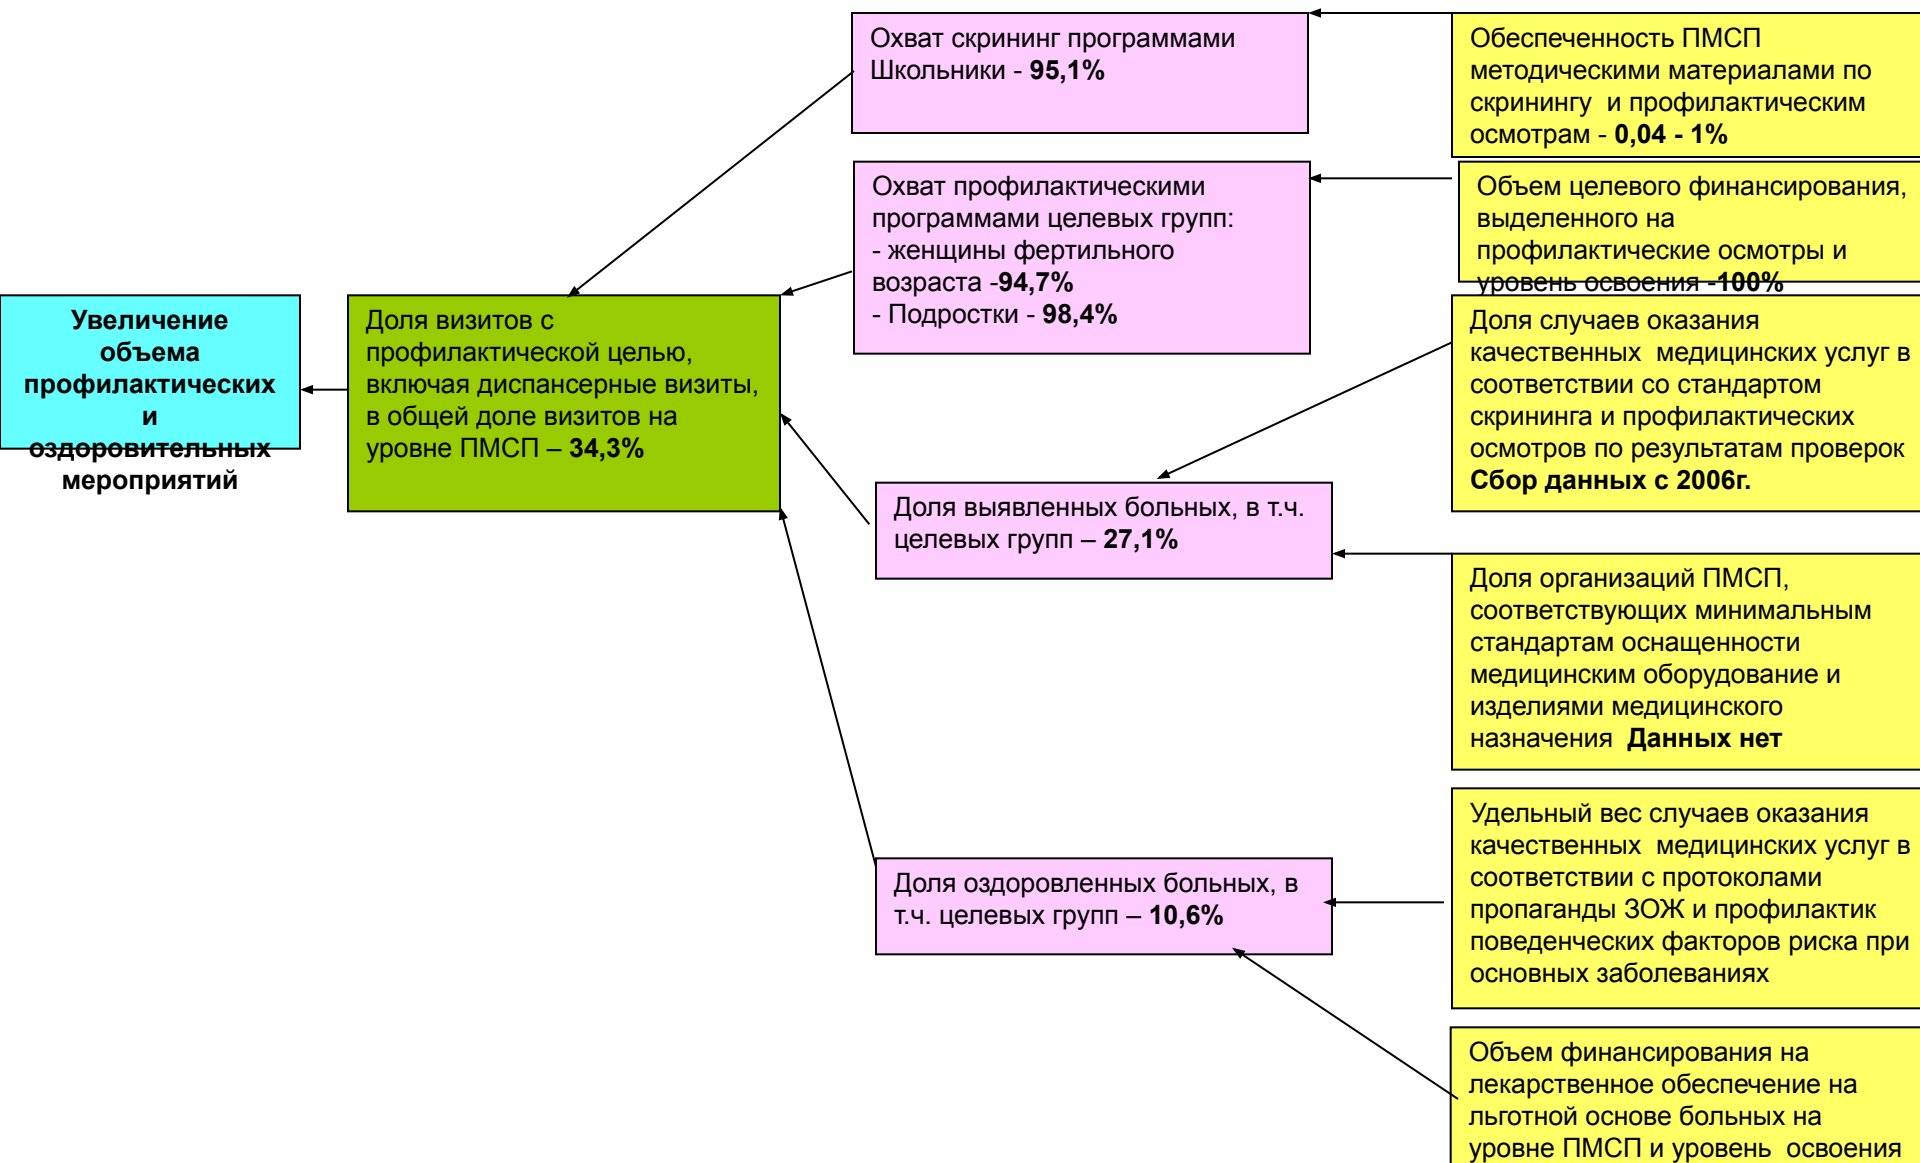 Увеличение
объема
профилактических
и
оздоровительных
мероприятий
Доля визитов с
профилактической целью,
включая диспансерные визиты,
в общей доле визитов на
уровне ПМСП – 34,3%
Охват скрининг программами
Школьники - 95,1%
Охват профилактическими
программами целевых групп:
- женщины фертильного
возраста -94,7%
- Подростки - 98,4%
Доля выявленных больных, в т.ч.
целевых групп – 27,1%
Доля оздоровленных больных, в
т.ч. целевых групп – 10,6%
Обеспеченность ПМСП
методическими материалами по
скринингу и профилактическим
осмотрам - 0,04 - 1%
Объем целевого финансирования,
выделенного на
профилактические осмотры и
уровень освоения -100%
Доля случаев оказания
качественных медицинских услуг в
соответствии со стандартом
скрининга и профилактических
осмотров по результатам проверок
Сбор данных с 2006г.
Доля организаций ПМСП,
соответствующих минимальным
стандартам оснащенности
медицинским оборудование и
изделиями медицинского
назначения Данных нет
Удельный вес случаев оказания
качественных медицинских услуг в
соответствии с протоколами
пропаганды ЗОЖ и профилактик
поведенческих факторов риска при
основных заболеваниях
Объем финансирования на
лекарственное обеспечение на
льготной основе больных на
уровне ПМСП и уровень освоения